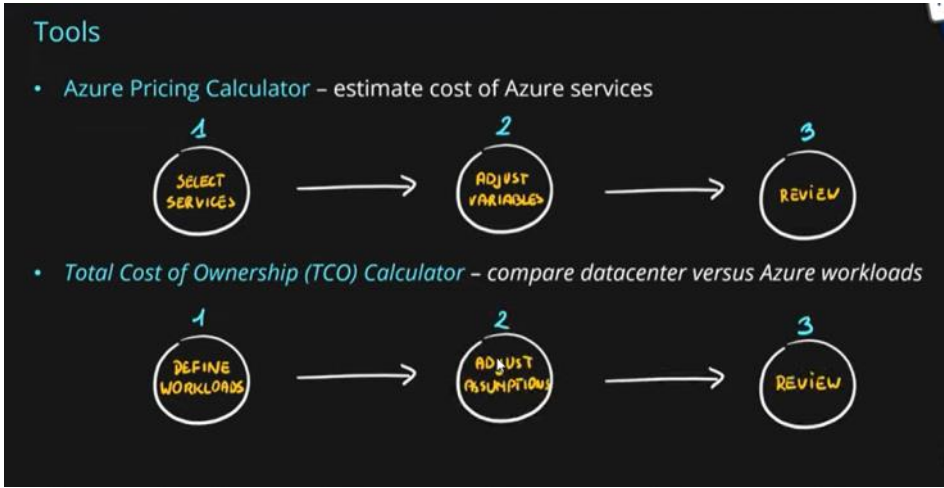 Tools
• Azure Pricing Calculator – estimate cost of Azure services
1
2
3
SELECT
SERVICES
ADJUST
VARIABLES
REVIEW
• Total Cost of Ownership (TCO) Calculator – compare datacenter versus Azure workloads
1
2
3
DEFINE
WORKLOADS
ADJUST
ASSUMPTIONS
REVIEW